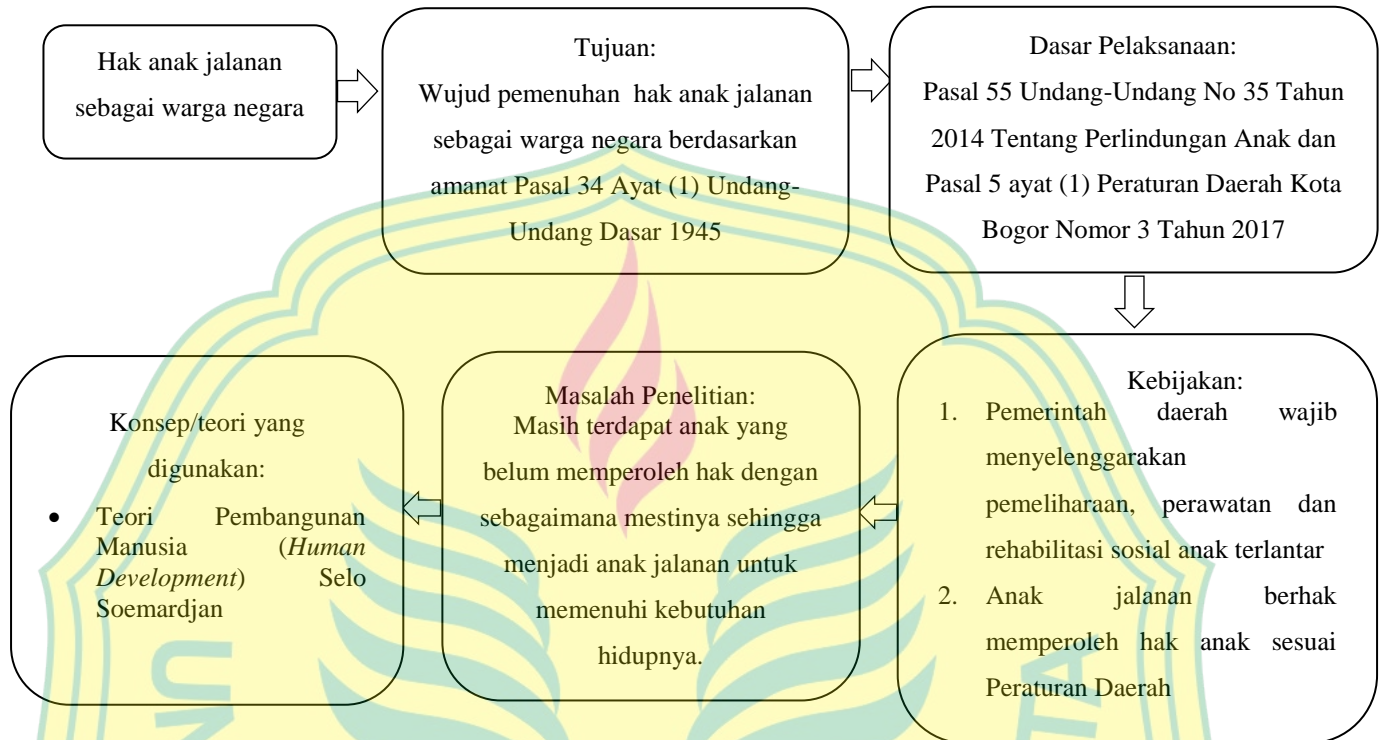 Hak anak jalanan
sebagai warga negara
Tujuan:
Wujud pemenuhan hak anak jalanan
sebagai warga negara berdasarkan
amanat Pasal 34 Ayat (1) Undang-
Undang Dasar 1945
Dasar Pelaksanaan:
Pasal 55 Undang-Undang No 35 Tahun
2014 Tentang Perlindungan Anak dan
Pasal 5 ayat (1) Peraturan Daerah Kota
Bogor Nomor 3 Tahun 2017
Kebijakan:
1. Pemerintah daerah wajib
menyelenggarakan
pemeliharaan, perawatan dan
rehabilitasi sosial anak terlantar
2. Anak jalanan berhak
memperoleh hak anak sesuai
Peraturan Daerah
Masalah Penelitian:
Masih terdapat anak yang
belum memperoleh hak dengan
sebagaimana mestinya sehingga
menjadi anak jalanan untuk
memenuhi kebutuhan
hidupnya.
Konsep/teori yang
digunakan:
• Teori Pembangunan
Manusia (Human
Development) Selo
Soemardjan